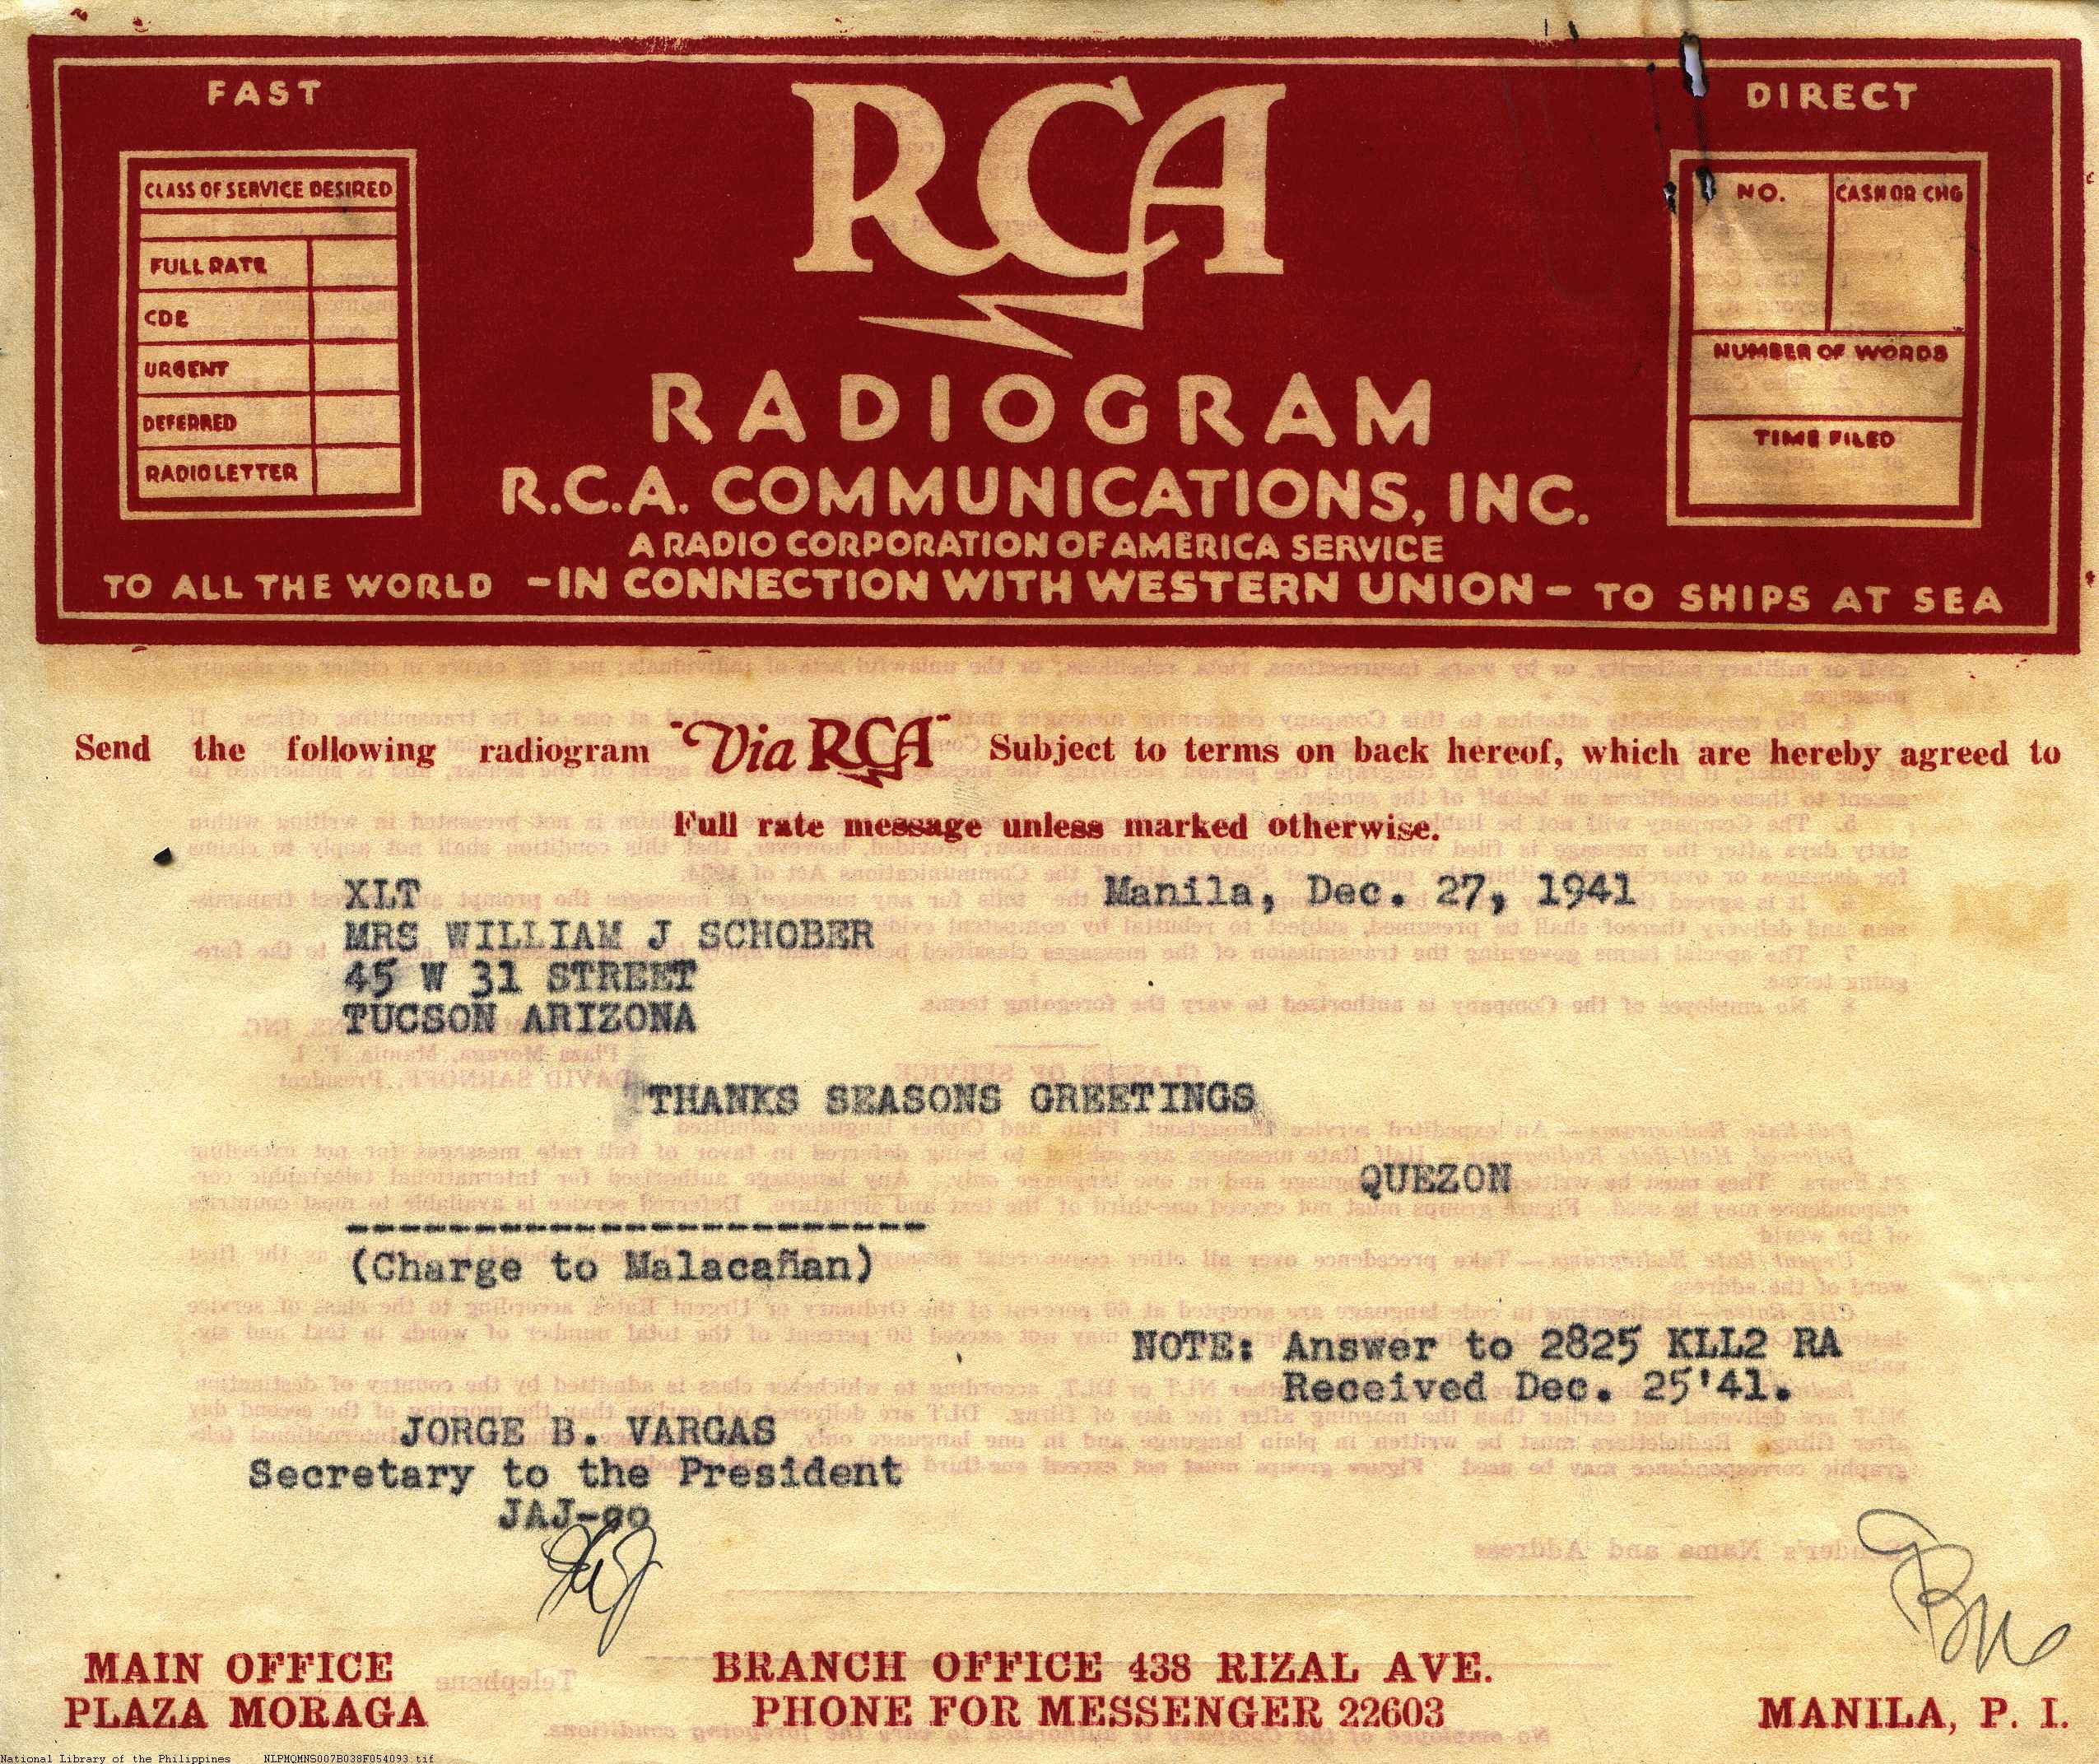 FAST
RCA
DIRECT
CLASS OF SERVICE DESIRED
FULL RATE
CDE
URGENT
DEFERRED
RADIOLETTER
NO.
CASH OR CHG
NUMBER OF WORDS
TIME FILED
RADIOGRAM
R.C.A. COMMUNICATIONS, INC.
A RADIO CORPORATION OF AMERICA SERVICE
TO ALL THE WORLD -IN CONNECTION WITH WESTERN UNION- TO SHIPS AT SEA
Send the following radiogram "Via RCA" Subject to terms on back hereof, which are hereby agreed to
Full rate message unless marked otherwise.
XLT
Manila, Dec. 27, 1941
MRS WILLIAM J SCHOBER
45 W 31 STREET
TUCSON ARIZONA
THANKS SEASONS GREETINGS
QUEZON
(Charge to Malacañan)
NOTE: Answer to 2825 KLL2 RA
Received Dec. 25'41.
JORGE B. VARGAS
Secretary to the President
MAIN OFFICE
PLAZA MORAGA
BRANCH OFFICE 438 RIZAL AVE.
PHONE FOR MESSENGER 22603
MANILA, P. I.
National Library of the Philippines NLPMQMNS007B038F054093.tif